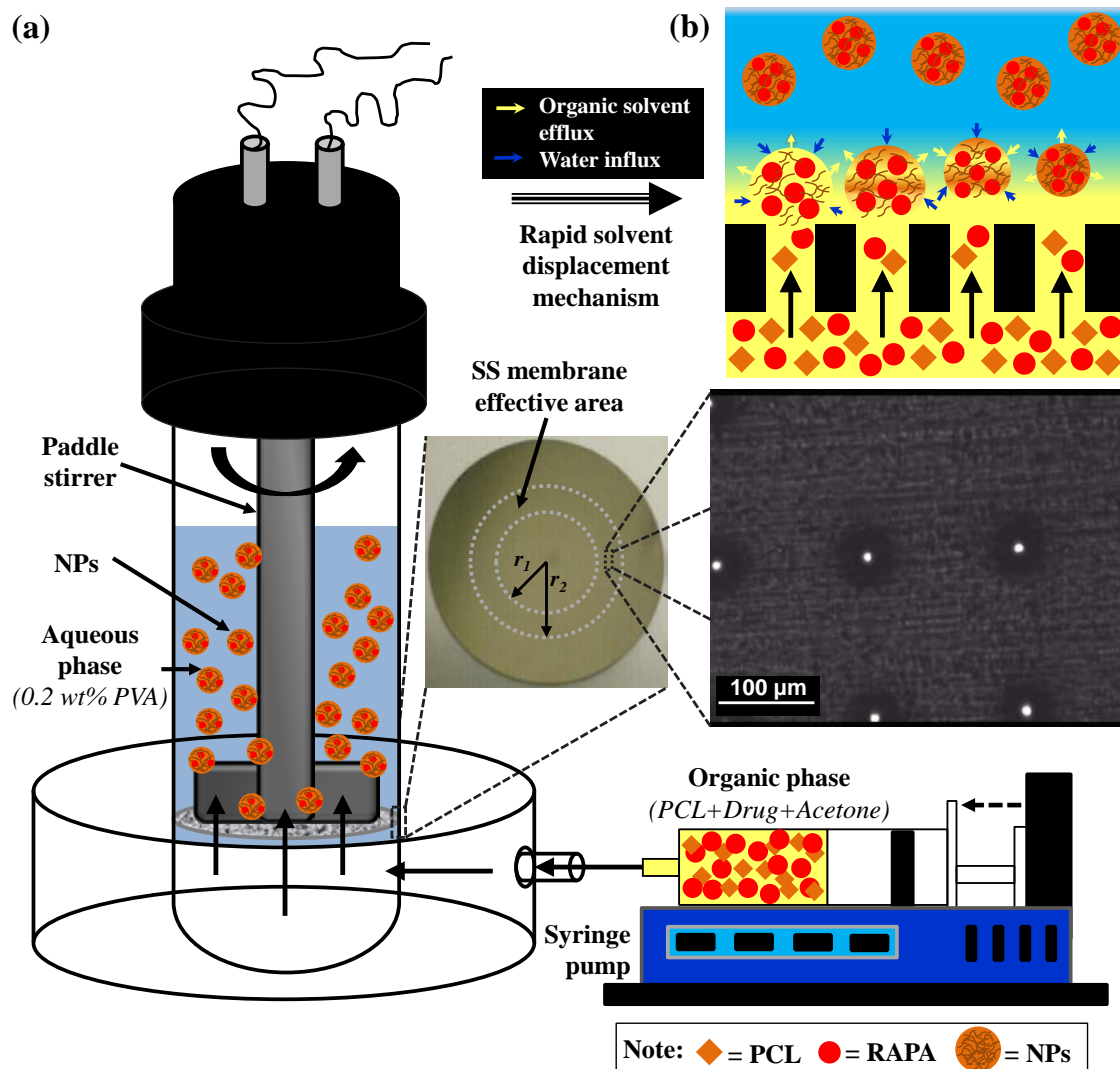 (a)
(b)
Organic solvent
efflux
Water influx
Rapid solvent
displacement
mechanism
SS membrane
effective area
Paddle
stirrer
r1
r2
NPs
Aqueous
phase
(0.2 wt% PVA)
100 µm
Organic phase
(PCL+Drug+Acetone)
Syringe
pump
Note: = PCL = RAPA = NPs